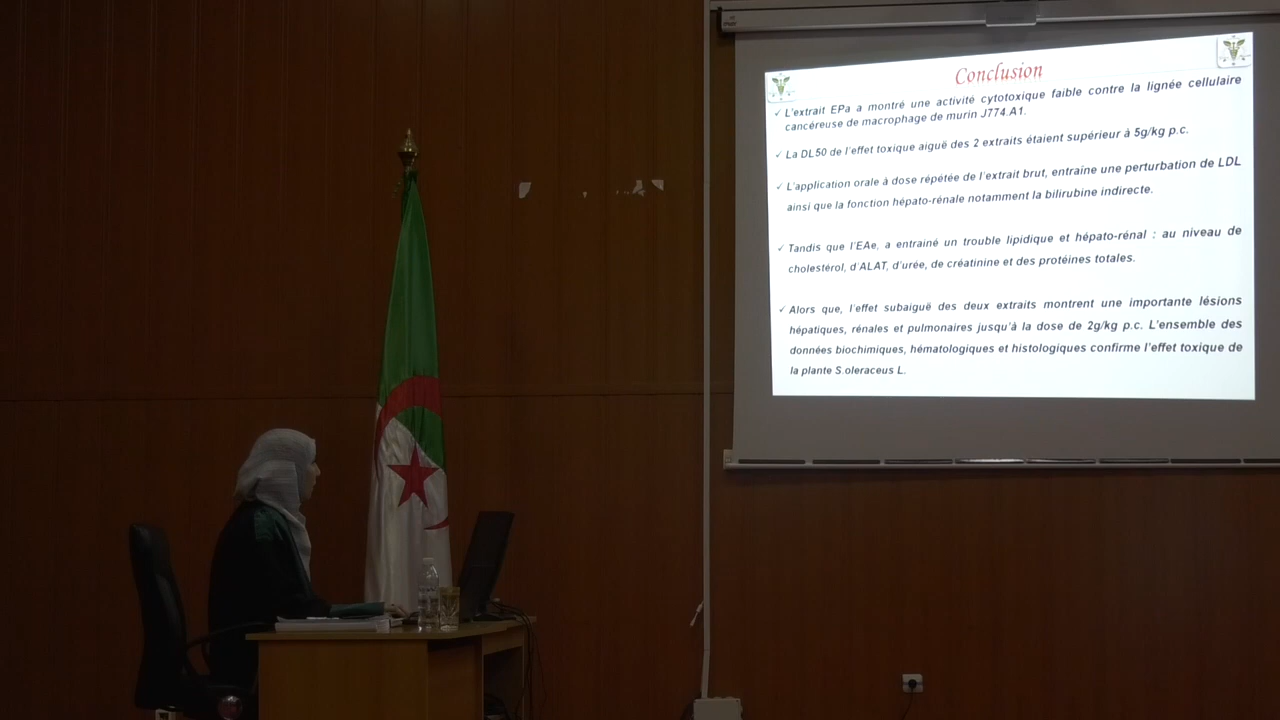 Conclusion
✓ L'extrait EPa a montré une activité cytotoxique faible contre la lignée cellulaire
cancéreuse de macrophage de murin J774.A1.
✓ La DL50 de l'effet toxique aiguë des 2 extraits étaient supérieur à 5g/kg p.c.
✓ L'application orale à dose répétée de l'extrait brut, entraîne une perturbation de LDL
ainsi que la fonction hépato-rénale notamment la bilirubine indirecte.
✓ Tandis que l'EAe, a entrainé un trouble lipidique et hépato-rénal : au niveau de
cholestérol, d'ALAT, d'urée, de créatinine et des protéines totales.
✓ Alors que, l'effet subaiguë des deux extraits montrent une importante lésions
hépatiques, rénales et pulmonaires jusqu'à la dose de 2g/kg p.c. L'ensemble des
données biochimiques, hématologiques et histologiques confirme l'effet toxique de
la plante S.oleraceus L.